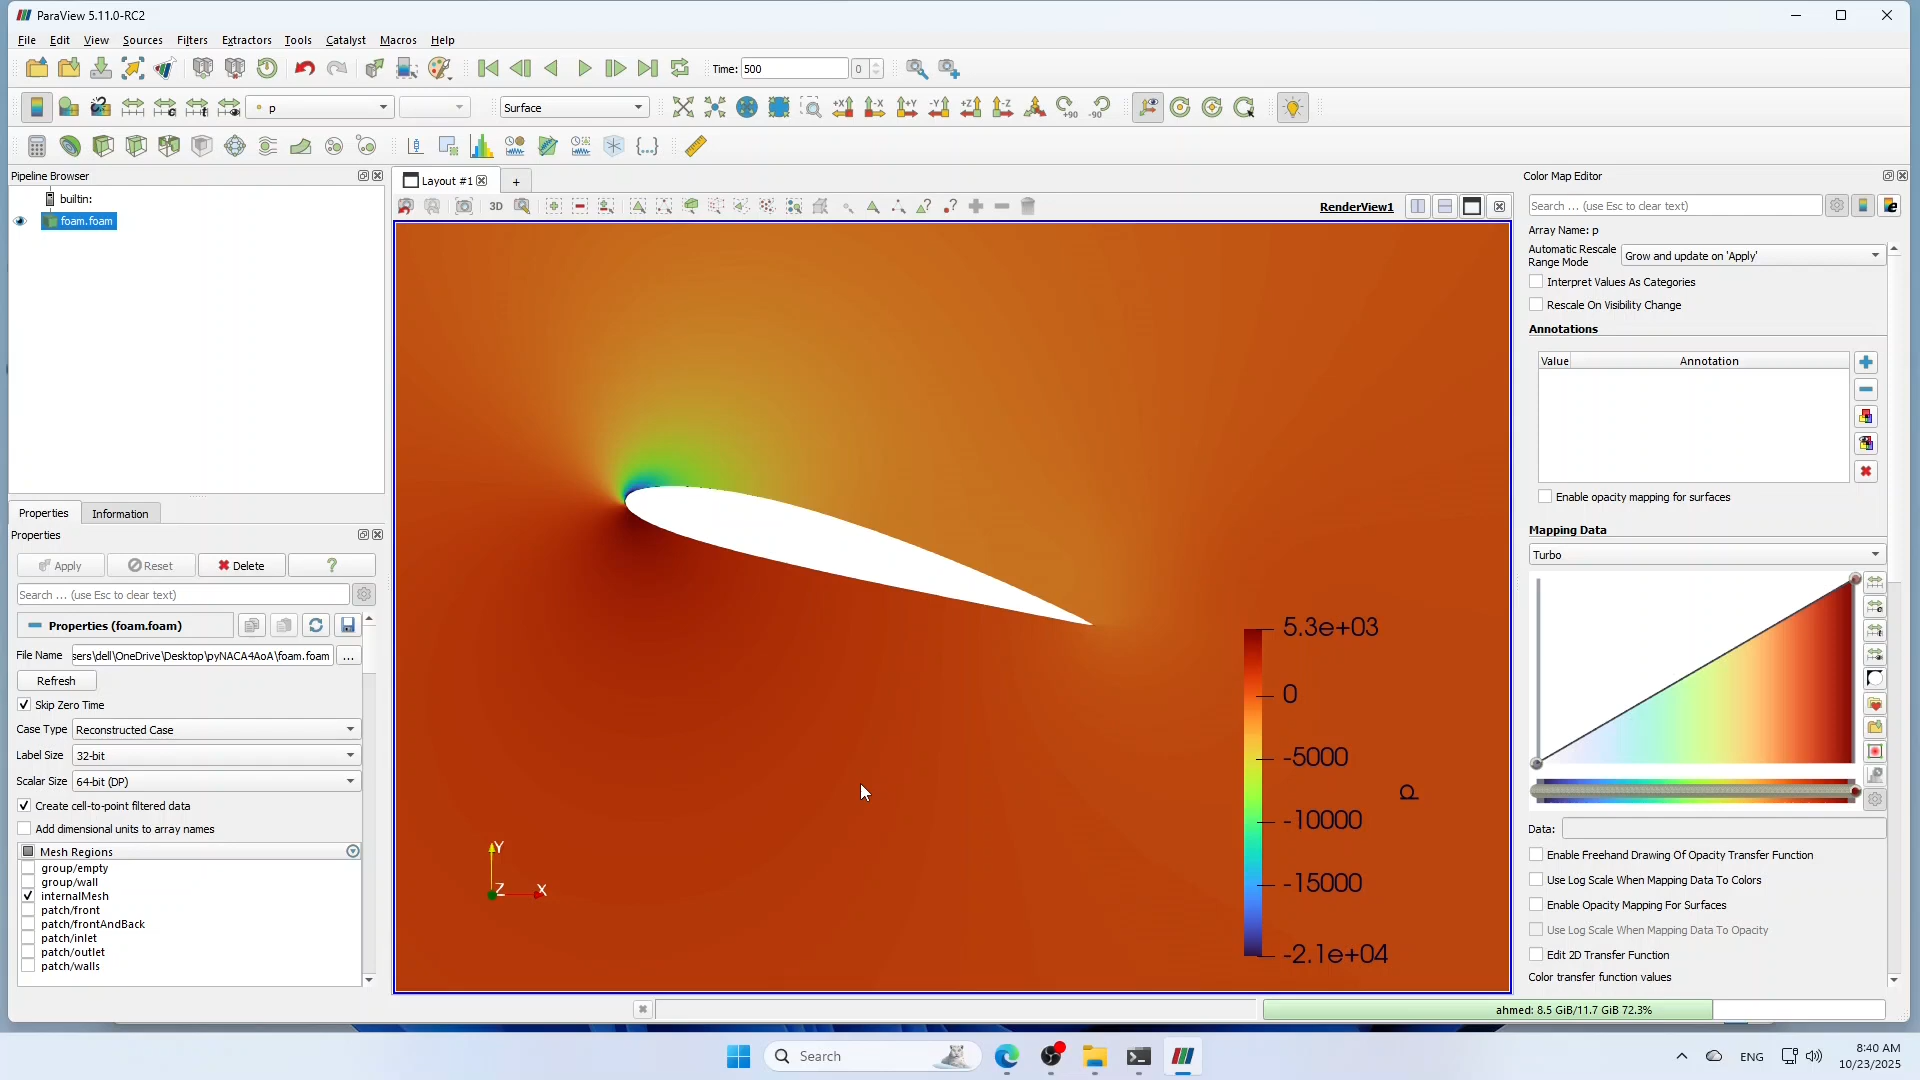 ParaView 5.11.0-RC2
File Edit View Sources Filters Extractors Tools Catalyst Macros Help
Time: 500 0
p Surface +X -X +Y -Y +Z -Z +90 -90
Pipeline Browser
builtin:
foam.foam
Properties Information
Properties
Apply Reset Delete ?
Search ... (use Esc to clear text)
Properties (foam.foam)
File Name sers\dell\OneDrive\Desktop\pyNACA4AoA\foam.foam ...
Refresh
Skip Zero Time
Case Type Reconstructed Case
Label Size 32-bit
Scalar Size 64-bit (DP)
Create cell-to-point filtered data
Add dimensional units to array names
Mesh Regions
group/empty
group/wall
internalMesh
patch/front
patch/frontAndBack
patch/inlet
patch/outlet
patch/walls
Layout #1 +
3D RenderView1
5.3e+03
0
-5000
-10000
-15000
-2.1e+04
p
Y
Z X
Color Map Editor
Search ... (use Esc to clear text)
Array Name: p
Automatic Rescale
Range Mode
Grow and update on 'Apply'
Interpret Values As Categories
Rescale On Visibility Change
Annotations
Value Annotation
Enable opacity mapping for surfaces
Mapping Data
Turbo
Data:
Enable Freehand Drawing Of Opacity Transfer Function
Use Log Scale When Mapping Data To Colors
Enable Opacity Mapping For Surfaces
Use Log Scale When Mapping Data To Opacity
Edit 2D Transfer Function
Color transfer function values
ahmed: 8.5 GiB/11.7 GiB 72.3%
Search
ENG
8:40 AM
10/23/2025